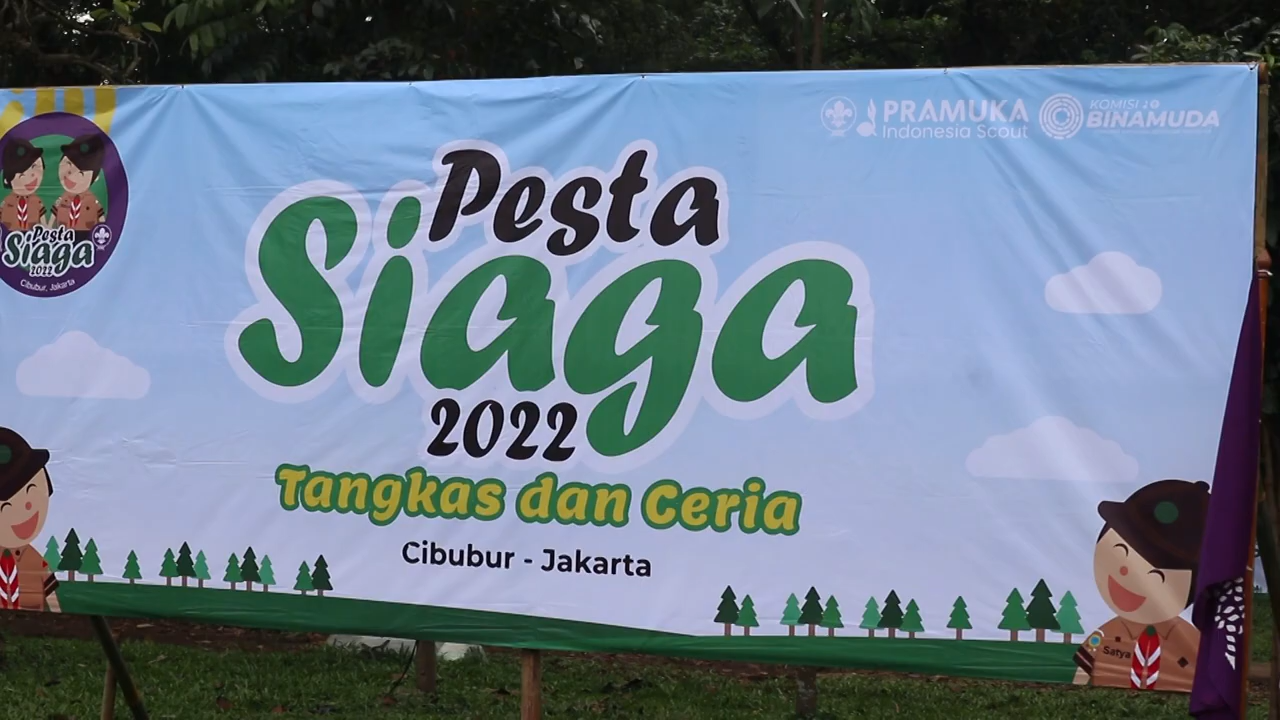 PRAMUKA
Indonesia Scout
KOMISI
BINAMUDA
Pesta
Siaga
2022
Tangkas dan Ceria
Cibubur - Jakarta
Pesta
Siaga
2022
Cibubur, Jakarta
Satya